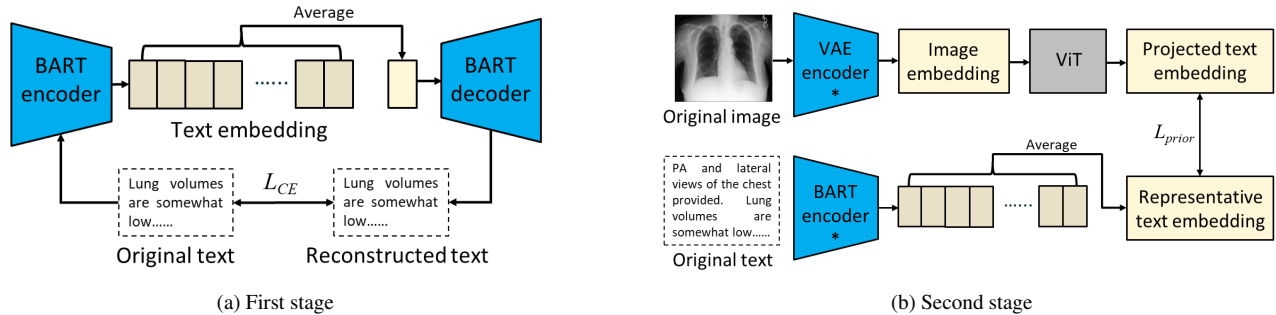 Average
BART
encoder
......
BART
decoder
Text embedding
Lung volumes
are somewhat
low......
L_CE
Lung volumes
are somewhat
low......
Original text
Reconstructed text
(a) First stage
Original image
VAE
encoder
*
Image
embedding
ViT
Projected text
embedding
L_prior
PA and lateral
views of the chest
provided. Lung
volumes are
somewhat low......
Original text
BART
encoder
*
Average
......
Representative
text embedding
(b) Second stage